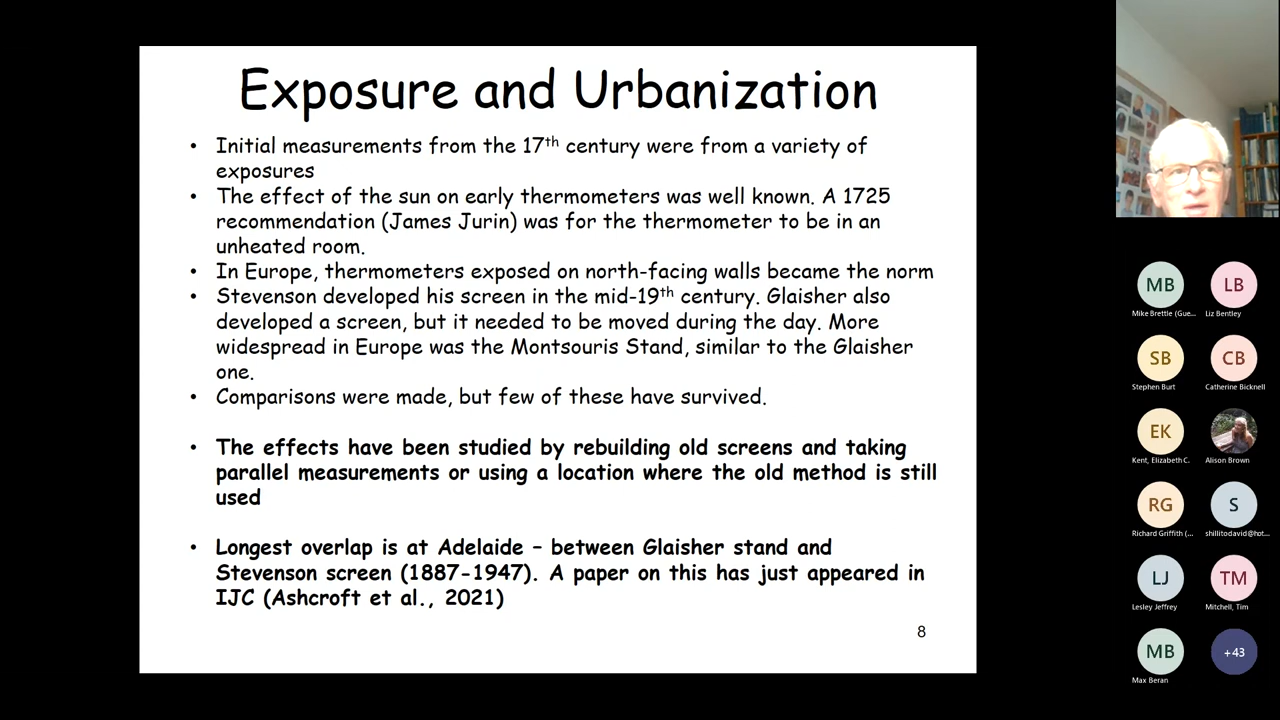 Exposure and Urbanization
• Initial measurements from the 17th century were from a variety of
exposures
• The effect of the sun on early thermometers was well known. A 1725
recommendation (James Jurin) was for the thermometer to be in an
unheated room.
• In Europe, thermometers exposed on north-facing walls became the norm
• Stevenson developed his screen in the mid-19th century. Glaisher also
developed a screen, but it needed to be moved during the day. More
widespread in Europe was the Montsouris Stand, similar to the Glaisher
one.
• Comparisons were made, but few of these have survived.
• The effects have been studied by rebuilding old screens and taking
parallel measurements or using a location where the old method is still
used
• Longest overlap is at Adelaide – between Glaisher stand and
Stevenson screen (1887-1947). A paper on this has just appeared in
IJC (Ashcroft et al., 2021)
8
MB
Mike Brettle (Gue...
LB
Liz Bentley
SB
Stephen Burt
CB
Catherine Bicknell
EK
Kent, Elizabeth C.
Alison Brown
RG
Richard Griffith (...
S
shillitodavid@hot...
LJ
Lesley Jeffrey
TM
Mitchell, Tim
MB
Max Beran
+43